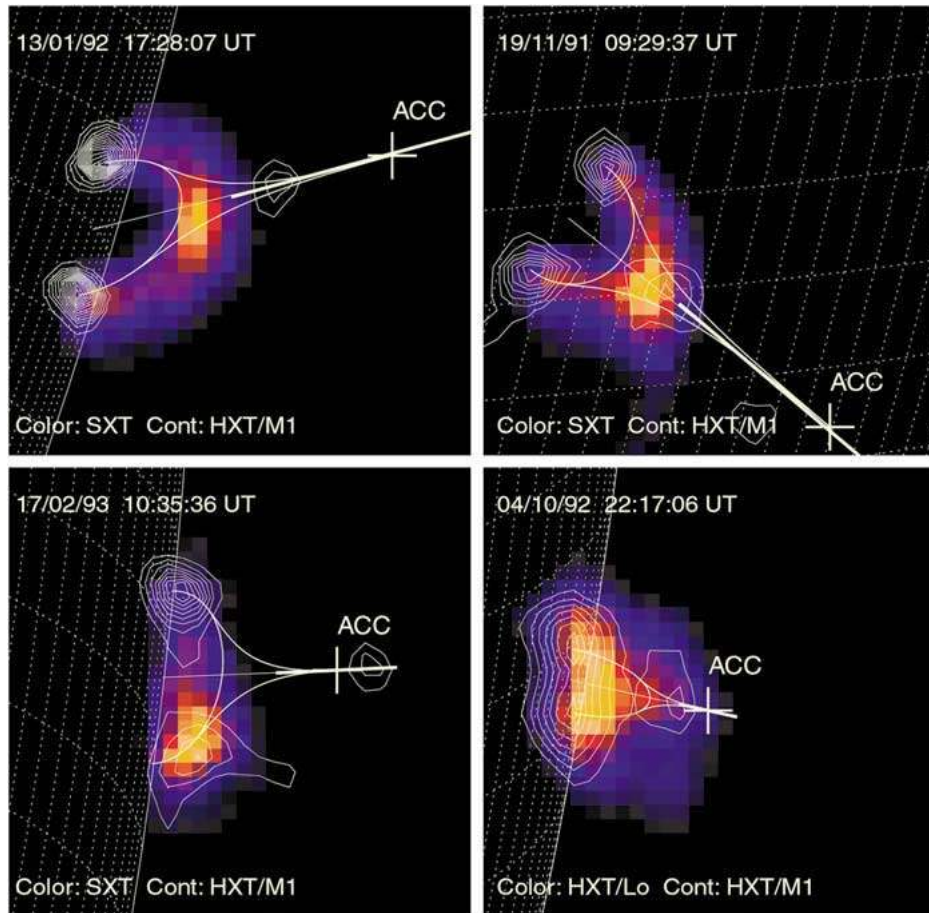 13/01/92 17:28:07 UT
ACC
Color: SXT Cont: HXT/M1
19/11/91 09:29:37 UT
ACC
Color: SXT Cont: HXT/M1
17/02/93 10:35:36 UT
ACC
Color: SXT Cont: HXT/M1
04/10/92 22:17:06 UT
ACC
Color: HXT/Lo Cont: HXT/M1